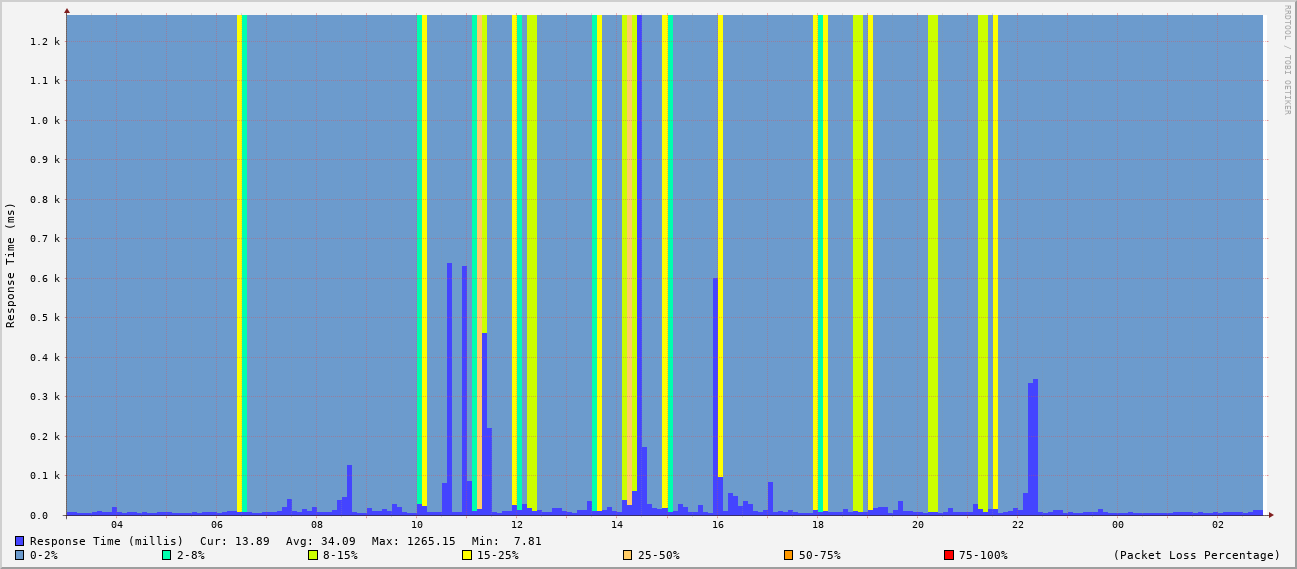 RRDTOOL / TOBI OETIKER
Response Time (ms)
1.2 k
1.1 k
1.0 k
0.9 k
0.8 k
0.7 k
0.6 k
0.5 k
0.4 k
0.3 k
0.2 k
0.1 k
0.0
04 06 08 10 12 14 16 18 20 22 00 02
Response Time (millis) Cur: 13.89 Avg: 34.09 Max: 1265.15 Min: 7.81
0-2% 2-8% 8-15% 15-25% 25-50% 50-75% 75-100% (Packet Loss Percentage)